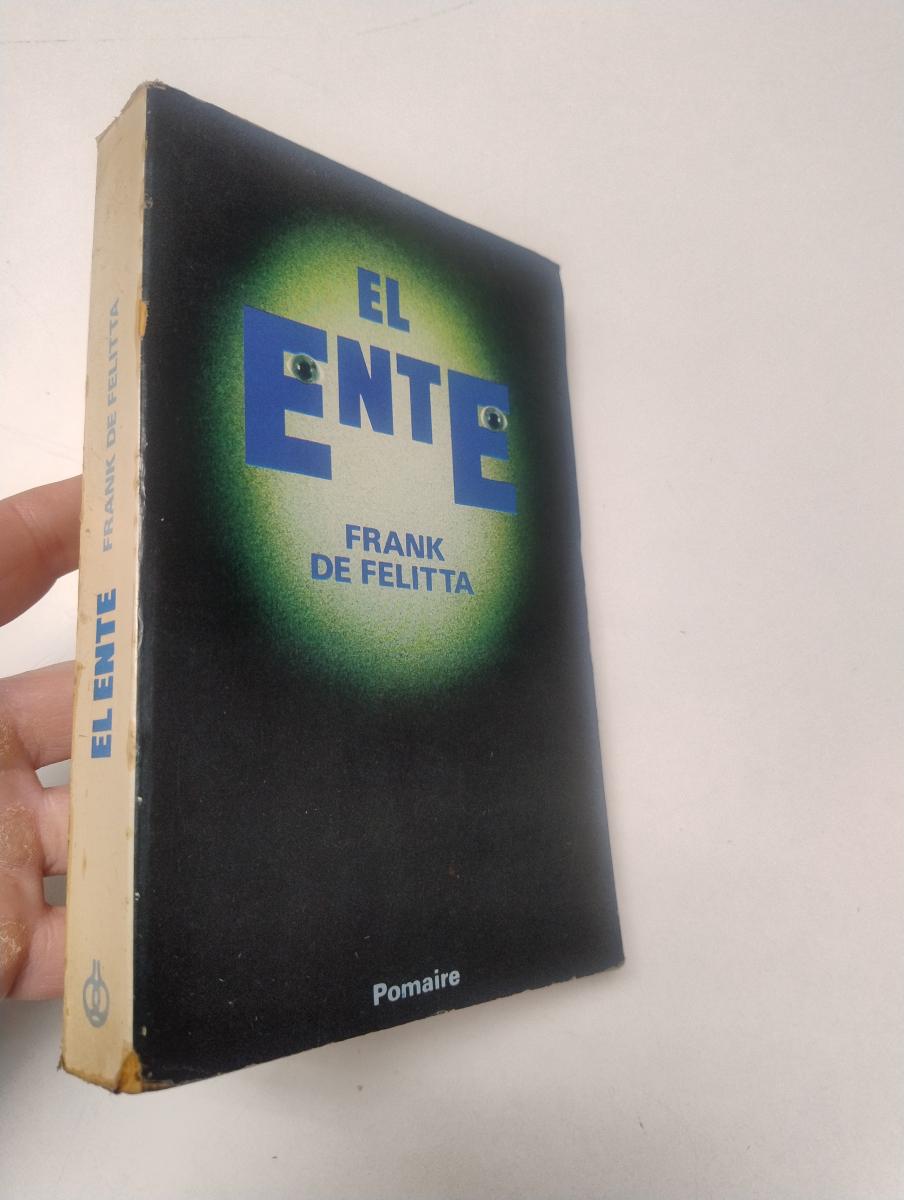 EL
ENTE
FRANK
DE FELITTA
Pomaire
EL ENTE FRANK DE FELITTA